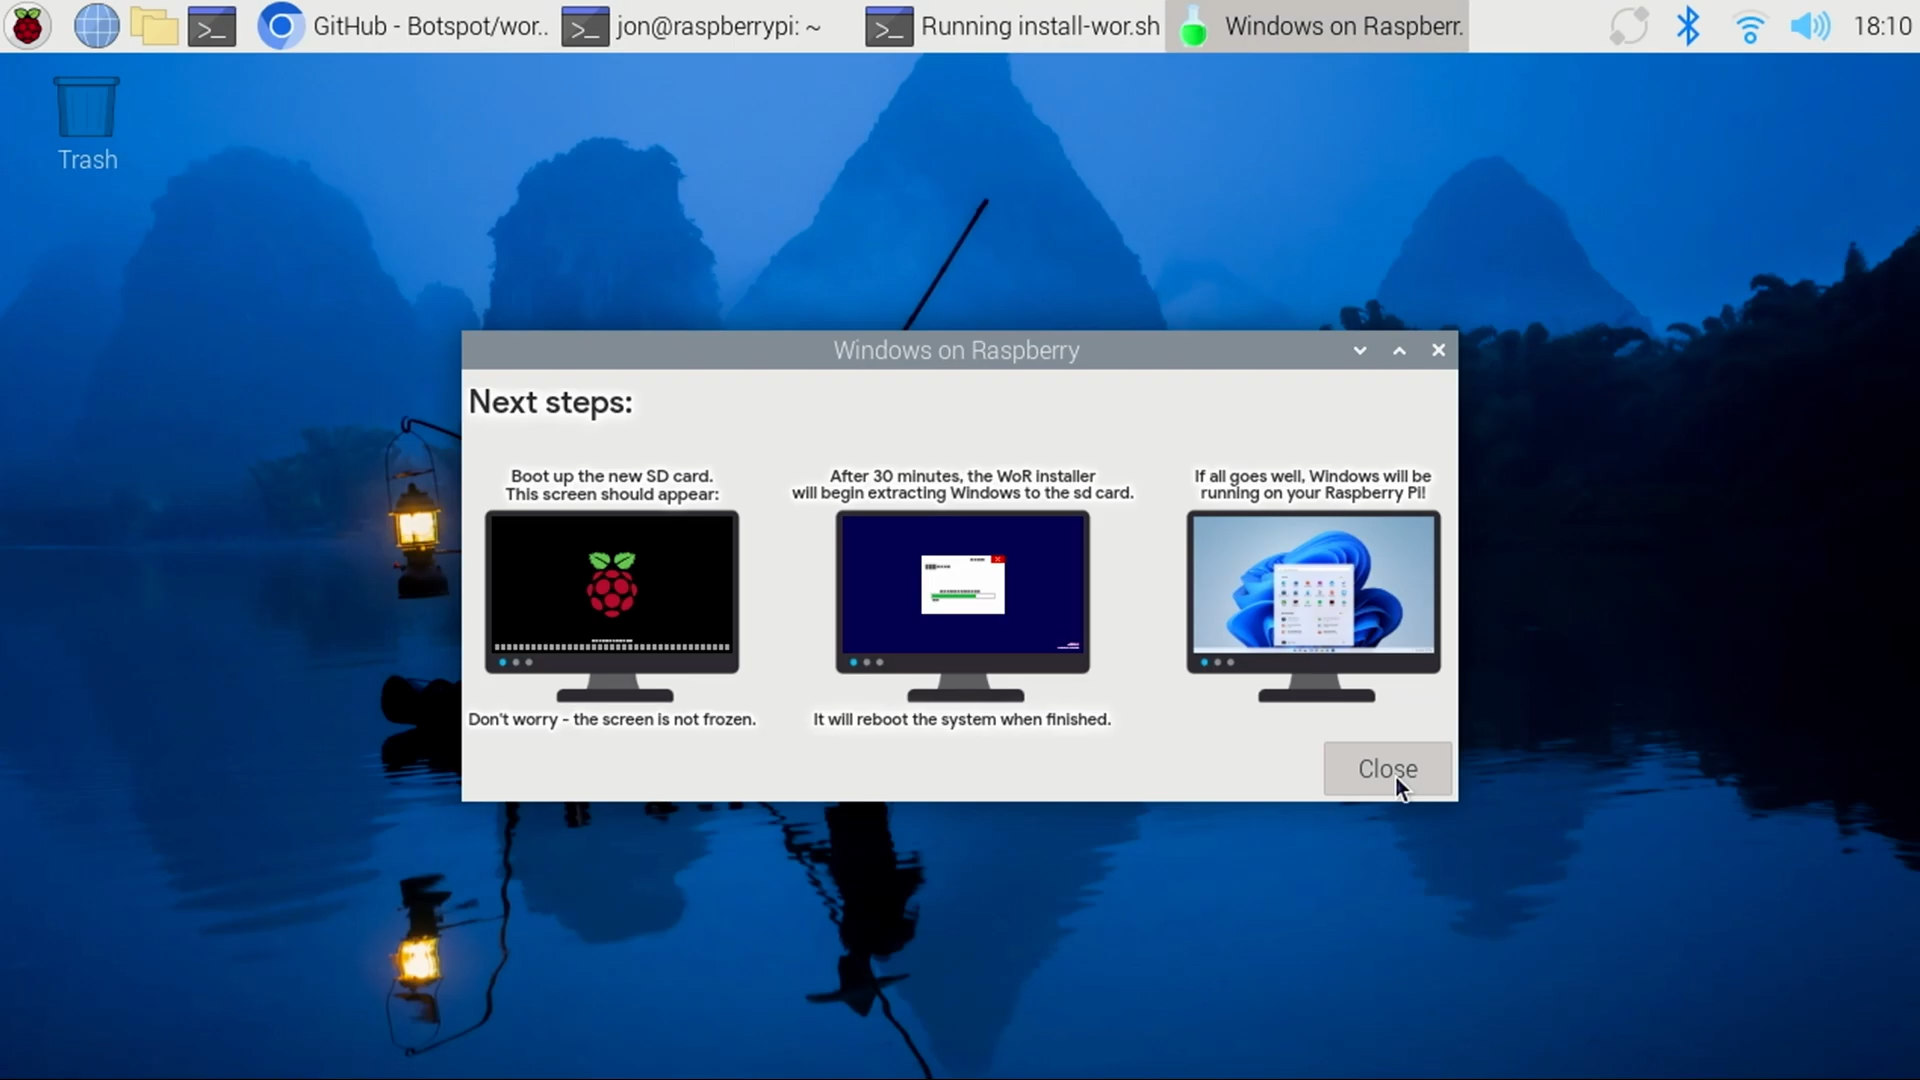 GitHub - Botspot/wor..
jon@raspberrypi: ~
Running install-wor.sh
Windows on Raspberr.
18:10
Trash
Windows on Raspberry
Next steps:
Boot up the new SD card.
This screen should appear:
Don't worry - the screen is not frozen.
After 30 minutes, the WoR installer
will begin extracting Windows to the sd card.
It will reboot the system when finished.
If all goes well, Windows will be
running on your Raspberry Pi!
Close